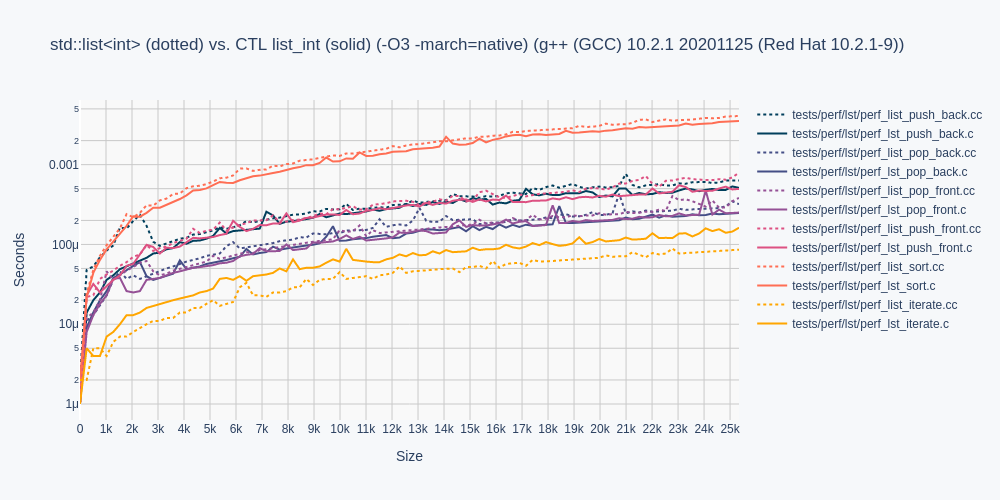 std::list<int> (dotted) vs. CTL list_int (solid) (-O3 -march=native) (g++ (GCC) 10.2.1 20201125 (Red Hat 10.2.1-9))
5
2
0.001
5
2
100μ
5
2
10μ
5
2
1μ
Seconds
0 1k 2k 3k 4k 5k 6k 7k 8k 9k 10k 11k 12k 13k 14k 15k 16k 17k 18k 19k 20k 21k 22k 23k 24k 25k
Size
tests/perf/lst/perf_list_push_back.cc
tests/perf/lst/perf_lst_push_back.c
tests/perf/lst/perf_list_pop_back.cc
tests/perf/lst/perf_lst_pop_back.c
tests/perf/lst/perf_list_pop_front.cc
tests/perf/lst/perf_lst_pop_front.c
tests/perf/lst/perf_list_push_front.cc
tests/perf/lst/perf_lst_push_front.c
tests/perf/lst/perf_list_sort.cc
tests/perf/lst/perf_lst_sort.c
tests/perf/lst/perf_list_iterate.cc
tests/perf/lst/perf_lst_iterate.c